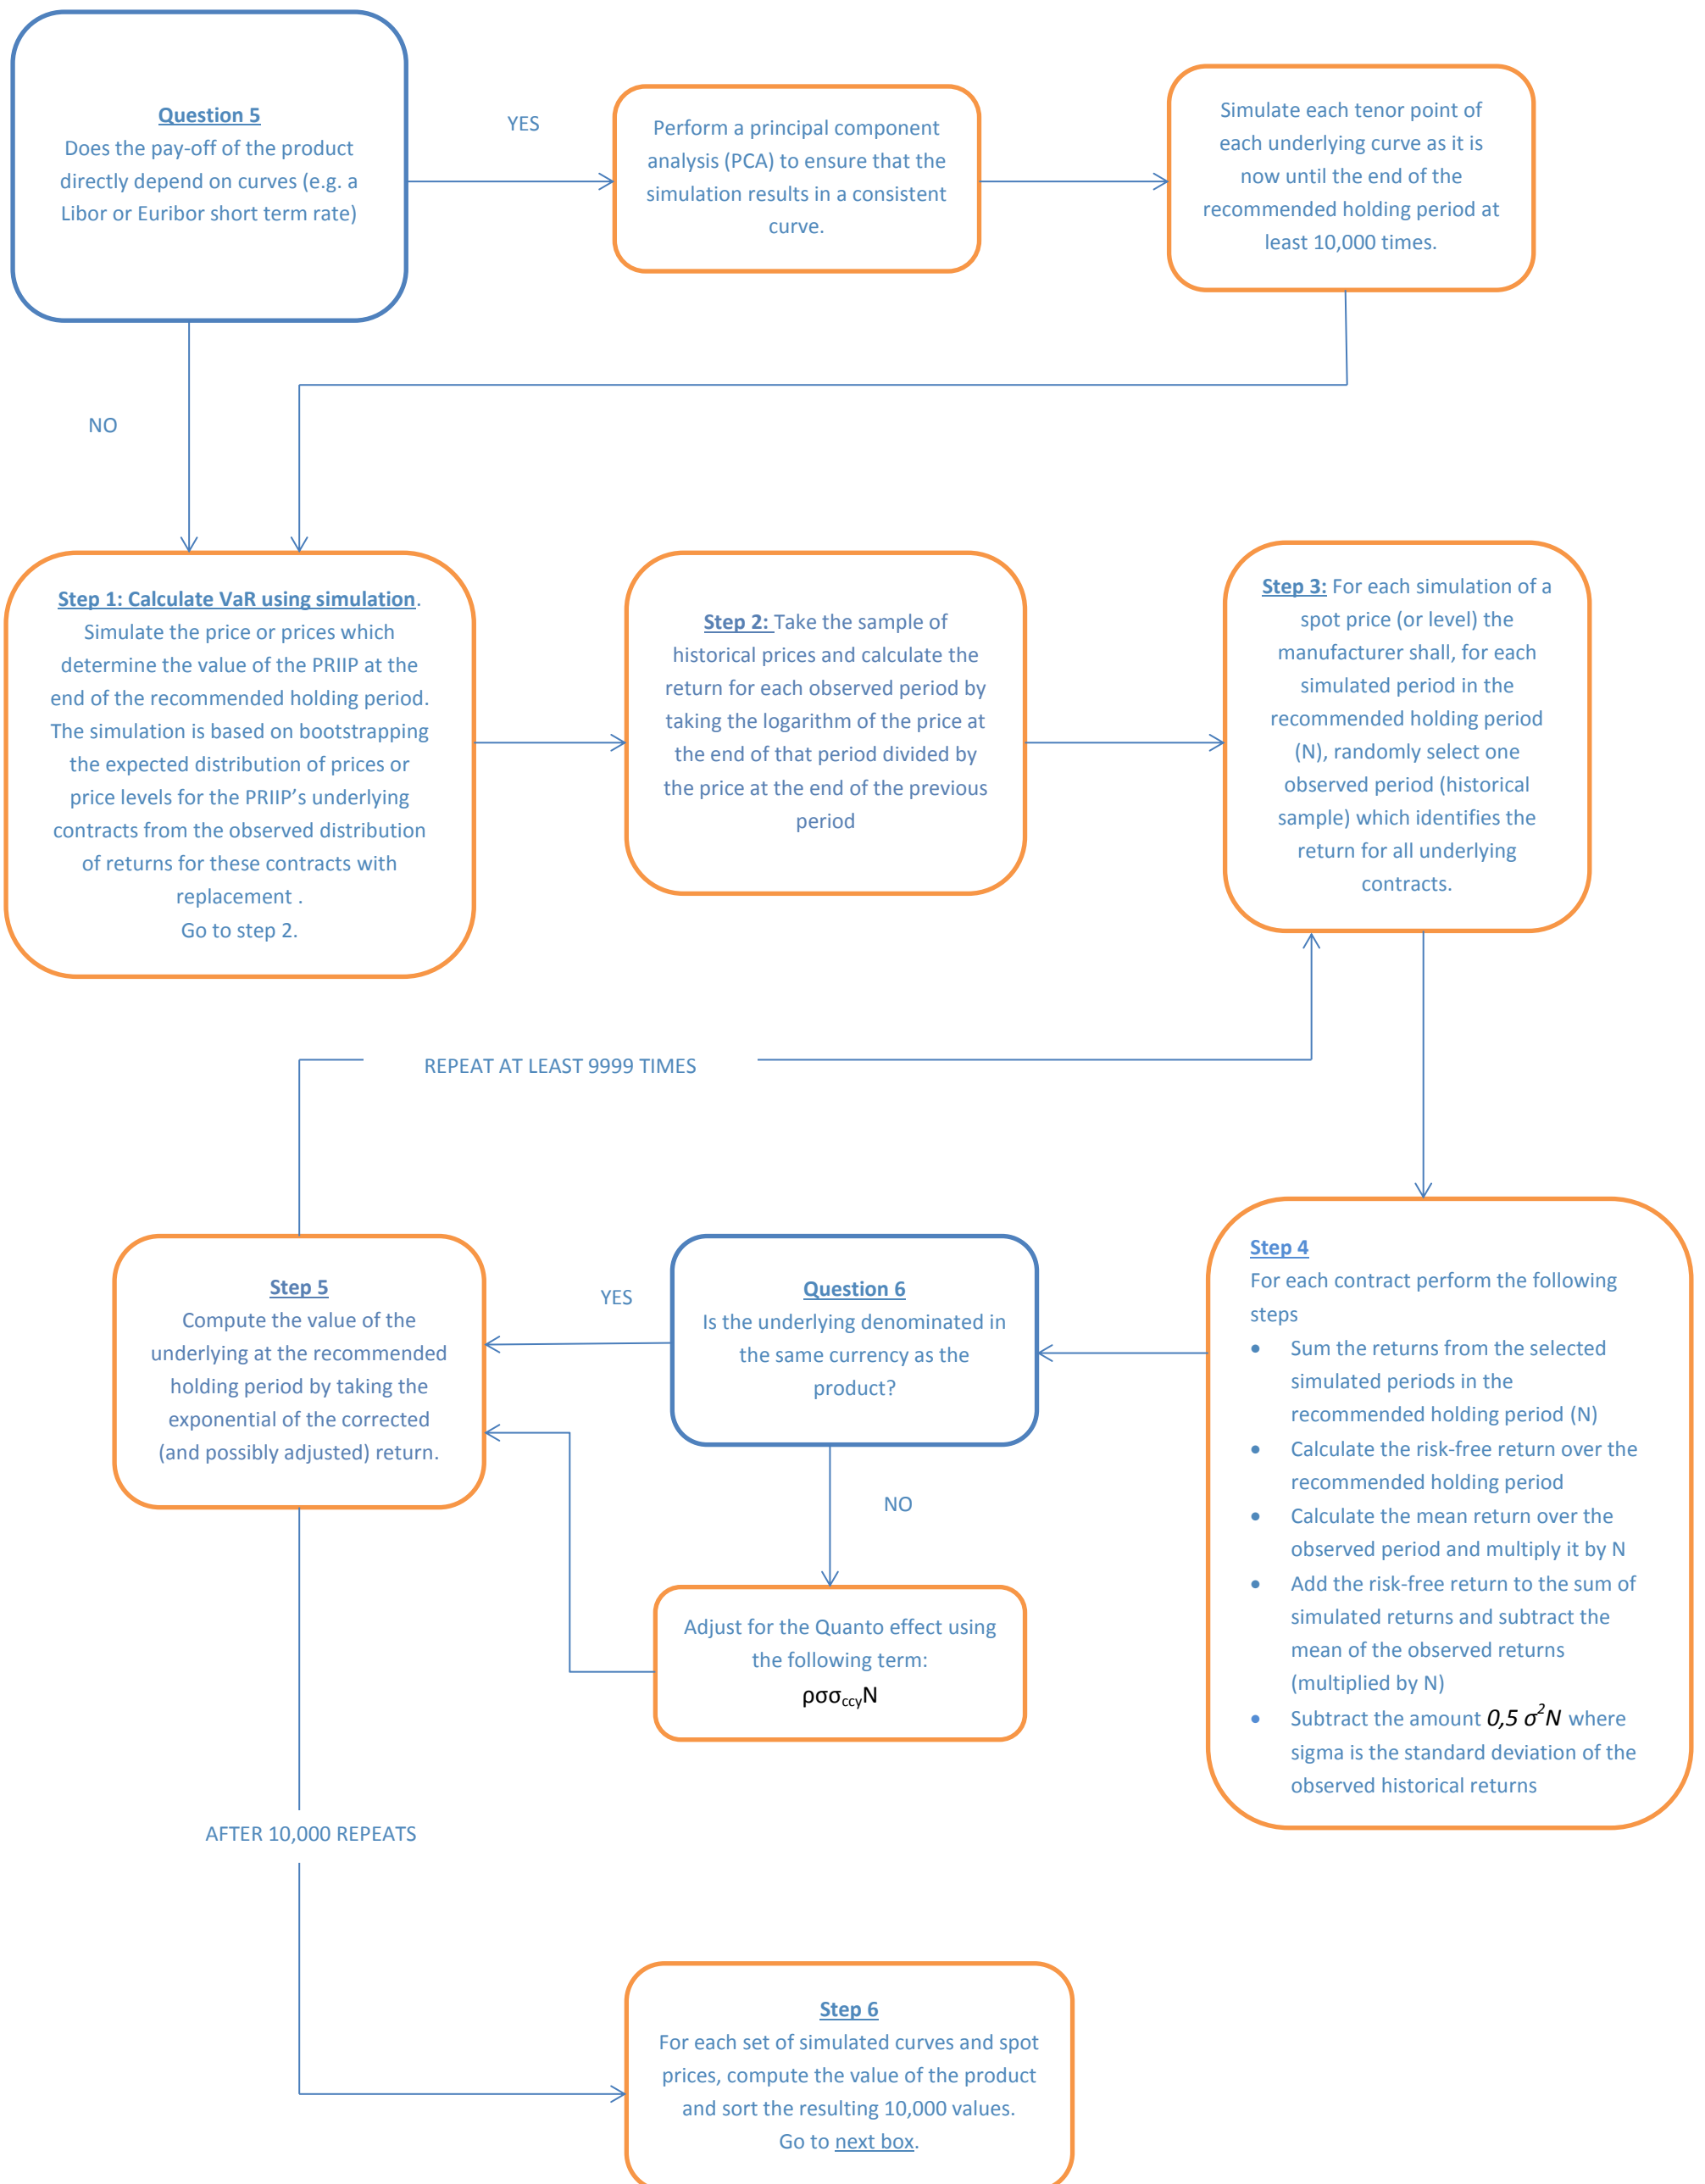 Question 5
Does the pay-off of the product
directly depend on curves (e.g. a
Libor or Euribor short term rate)
YES
Perform a principal component
analysis (PCA) to ensure that the
simulation results in a consistent
curve.
Simulate each tenor point of
each underlying curve as it is
now until the end of the
recommended holding period at
least 10,000 times.
NO
Step 1: Calculate VaR using simulation.
Simulate the price or prices which
determine the value of the PRIIP at the
end of the recommended holding period.
The simulation is based on bootstrapping
the expected distribution of prices or
price levels for the PRIIP’s underlying
contracts from the observed distribution
of returns for these contracts with
replacement .
Go to step 2.
Step 2: Take the sample of
historical prices and calculate the
return for each observed period by
taking the logarithm of the price at
the end of that period divided by
the price at the end of the previous
period
Step 3: For each simulation of a
spot price (or level) the
manufacturer shall, for each
simulated period in the
recommended holding period
(N), randomly select one
observed period (historical
sample) which identifies the
return for all underlying
contracts.
REPEAT AT LEAST 9999 TIMES
Step 4
For each contract perform the following
steps
• Sum the returns from the selected
simulated periods in the
recommended holding period (N)
• Calculate the risk-free return over the
recommended holding period
• Calculate the mean return over the
observed period and multiply it by N
• Add the risk-free return to the sum of
simulated returns and subtract the
mean of the observed returns
(multiplied by N)
• Subtract the amount 0,5 σ²N where
sigma is the standard deviation of the
observed historical returns
Question 6
Is the underlying denominated in
the same currency as the
product?
YES
NO
Adjust for the Quanto effect using
the following term:
ρσσccyN
Step 5
Compute the value of the
underlying at the recommended
holding period by taking the
exponential of the corrected
(and possibly adjusted) return.
AFTER 10,000 REPEATS
Step 6
For each set of simulated curves and spot
prices, compute the value of the product
and sort the resulting 10,000 values.
Go to next box.